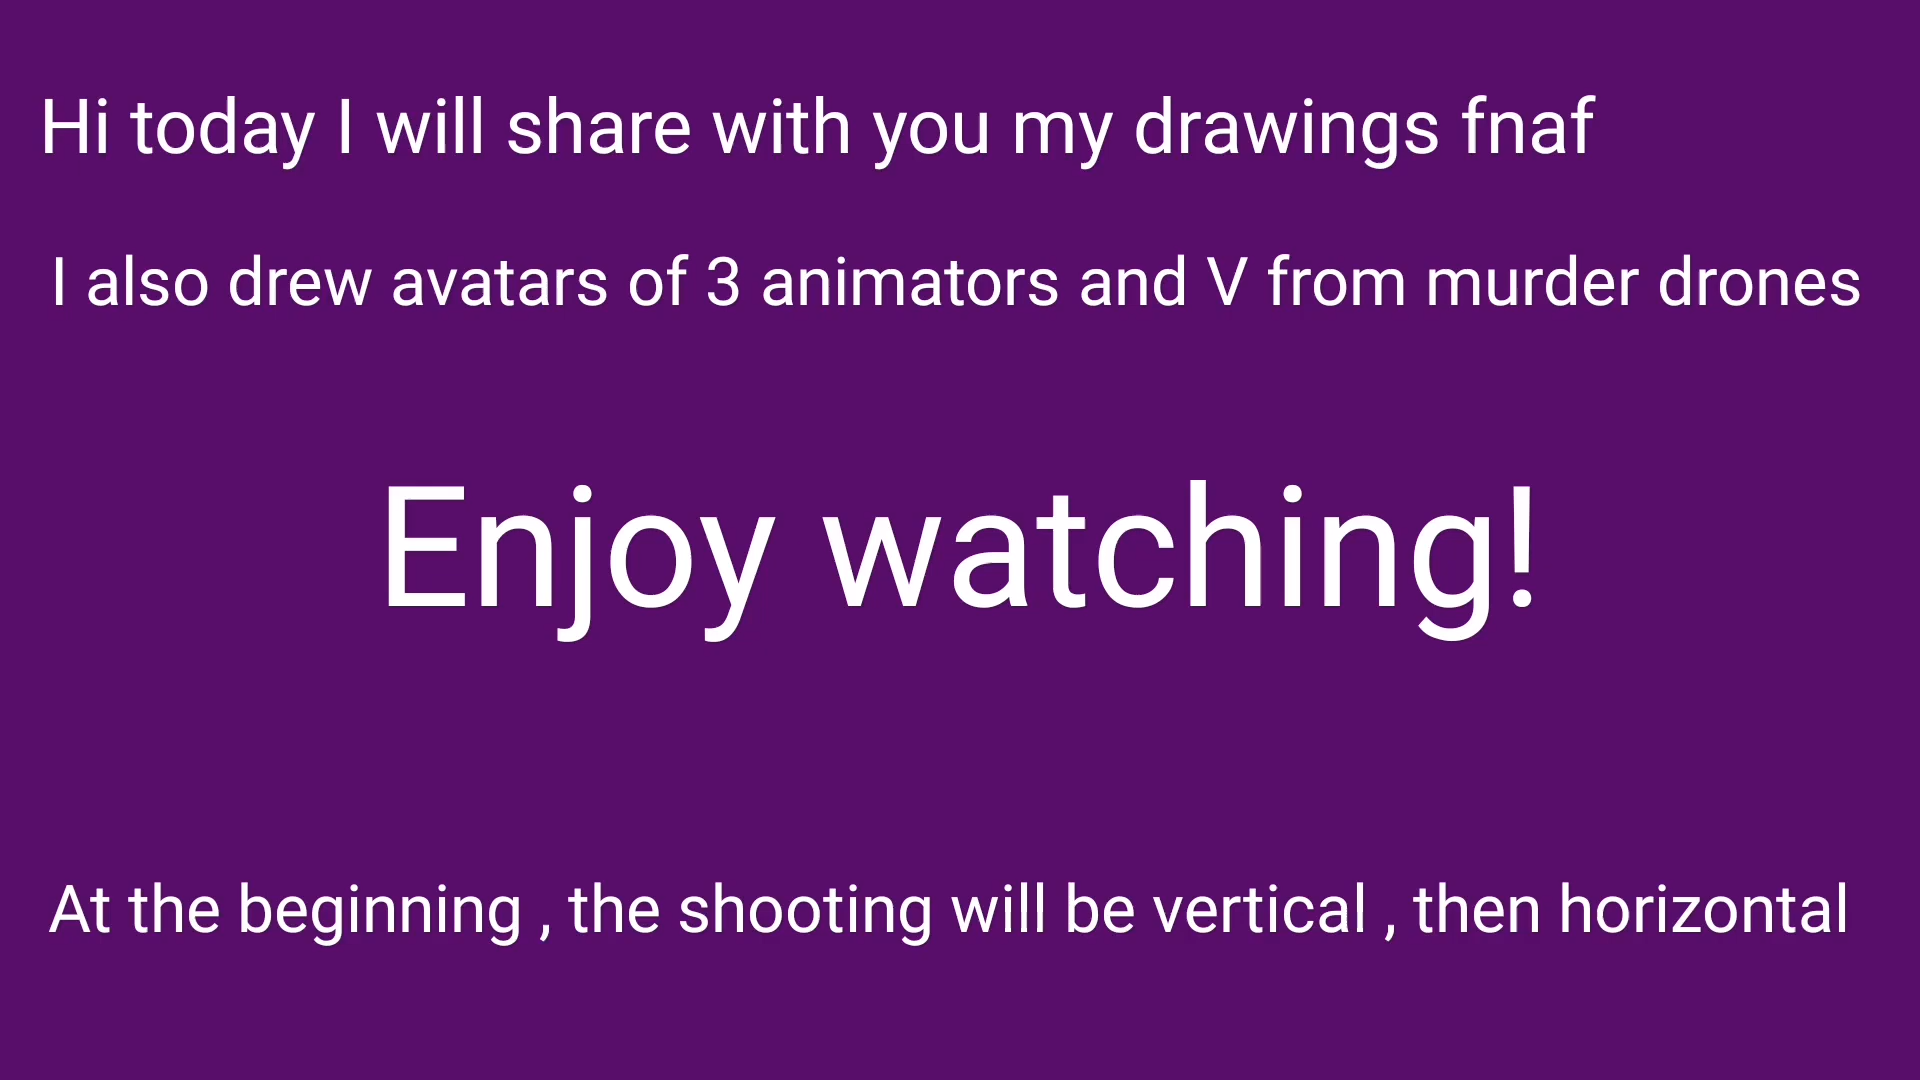 Hi today I will share with you my drawings fnaf
I also drew avatars of 3 animators and V from murder drones
Enjoy watching!
At the beginning , the shooting will be vertical , then horizontal